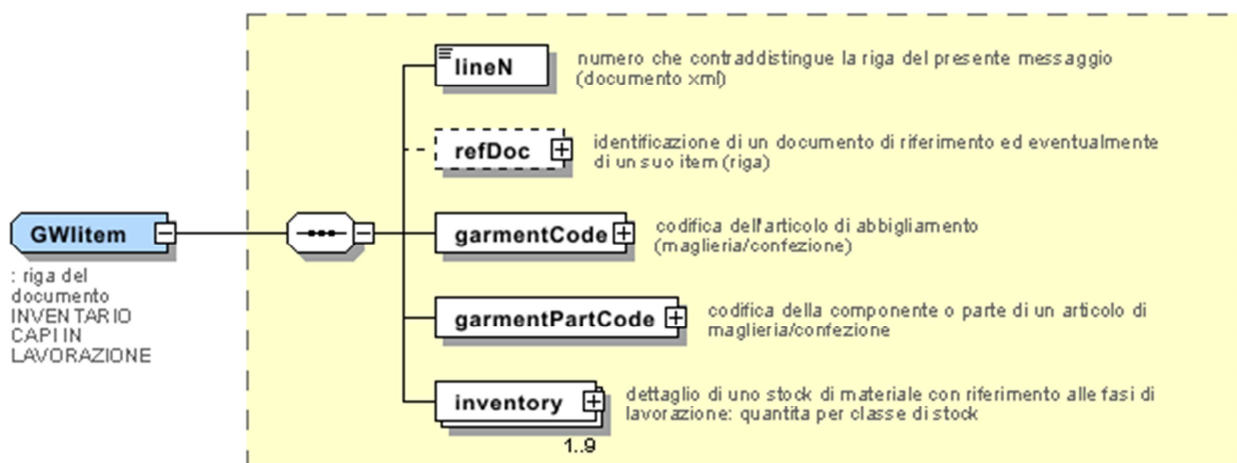 lineN
numero che contraddistingue la riga del presente messaggio
(documento xml)
refDoc
identificazione di un documento di riferimento ed eventualmente
di un suo item (riga)
GWIitem
: riga del
documento
INVENTARIO
CAPI IN
LAVORAZIONE
garmentCode
codifica dell'articolo di abbigliamento
(maglieria/confezione)
garmentPartCode
codifica della componente o parte di un articolo di
maglieria/confezione
inventory
dettaglio di uno stock di materiale con riferimento alle fasi di
lavorazione: quantita per classe di stock
1..9